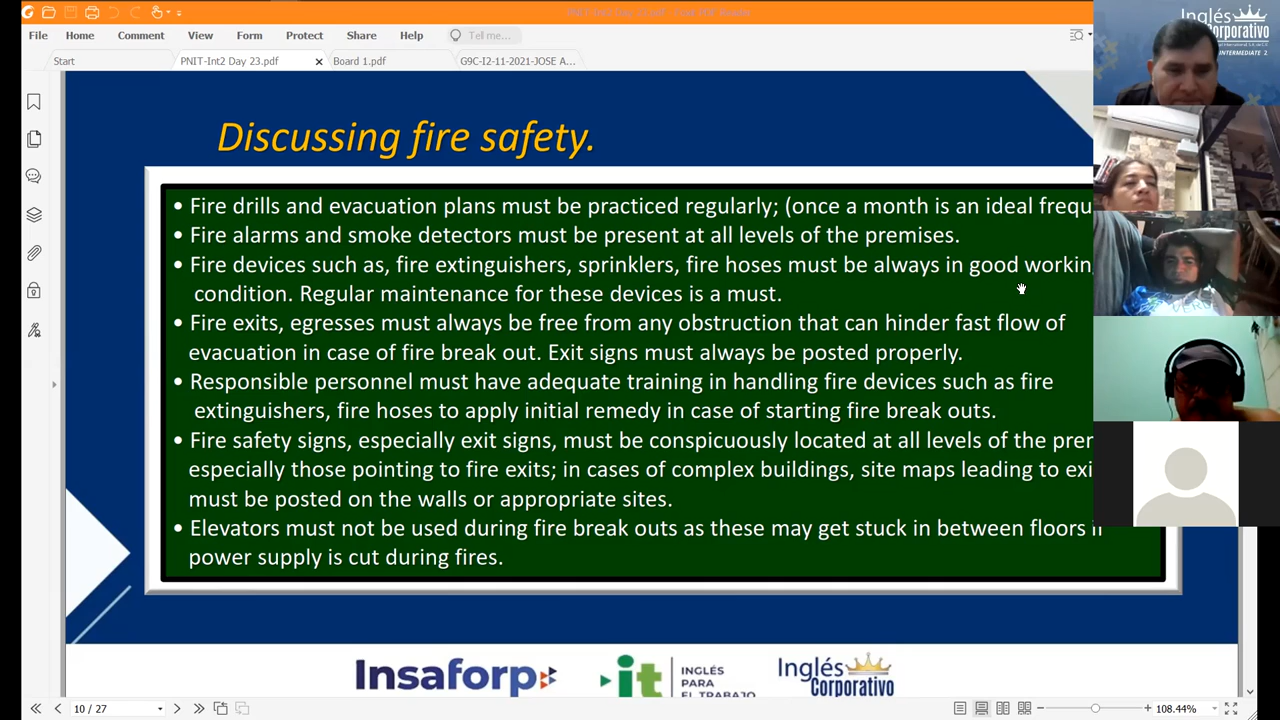 Inglés
Corporativo
INTERMEDIATE 2
File Home Comment View Form Protect Share Help Tell me...
Start PNIT-Int2 Day 23.pdf Board 1.pdf G9C-I2-11-2021-JOSE A...
Discussing fire safety.
• Fire drills and evacuation plans must be practiced regularly; (once a month is an ideal frequ
• Fire alarms and smoke detectors must be present at all levels of the premises.
• Fire devices such as, fire extinguishers, sprinklers, fire hoses must be always in good workin
condition. Regular maintenance for these devices is a must.
• Fire exits, egresses must always be free from any obstruction that can hinder fast flow of
evacuation in case of fire break out. Exit signs must always be posted properly.
• Responsible personnel must have adequate training in handling fire devices such as fire
extinguishers, fire hoses to apply initial remedy in case of starting fire break outs.
• Fire safety signs, especially exit signs, must be conspicuously located at all levels of the prem
especially those pointing to fire exits; in cases of complex buildings, site maps leading to exi
must be posted on the walls or appropriate sites.
• Elevators must not be used during fire break outs as these may get stuck in between floors if
power supply is cut during fires.
Insaforp
it INGLÉS
PARA
EL TRABAJO
Inglés
Corporativo
10 / 27
108.44%